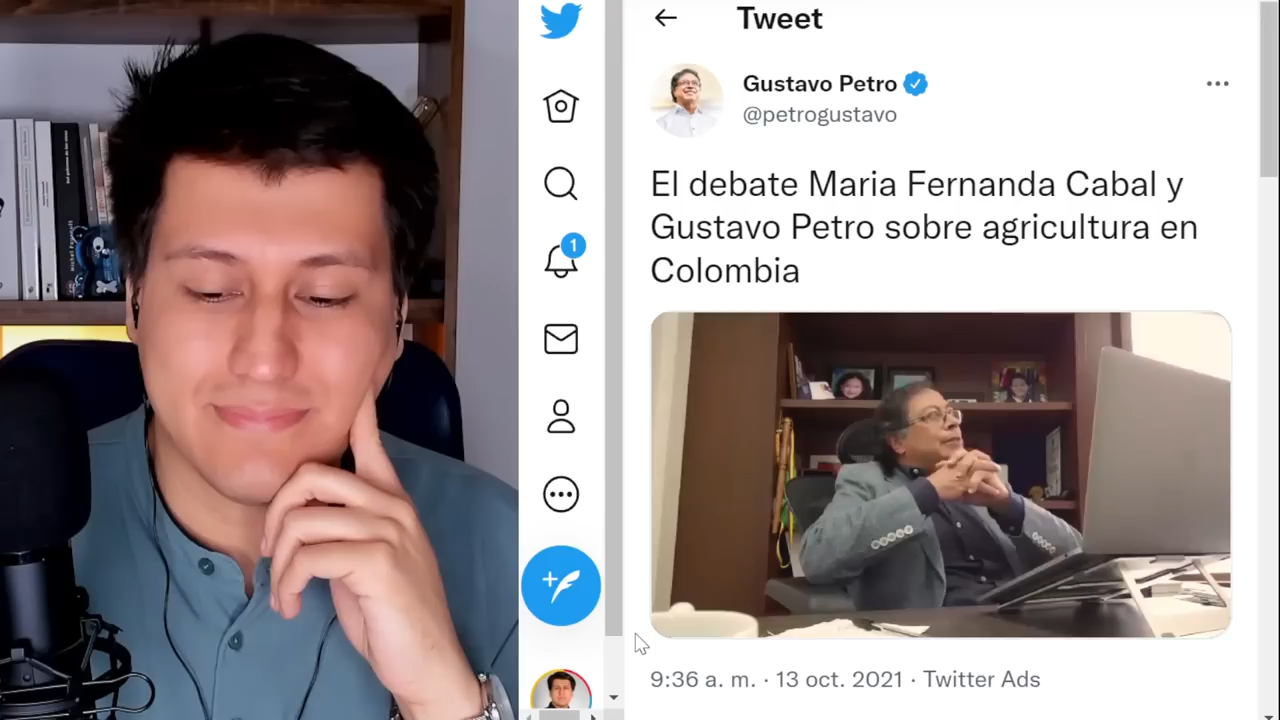 Tweet
Gustavo Petro
@petrogustavo
El debate Maria Fernanda Cabal y
Gustavo Petro sobre agricultura en
Colombia
9:36 a. m. · 13 oct. 2021 · Twitter Ads
1